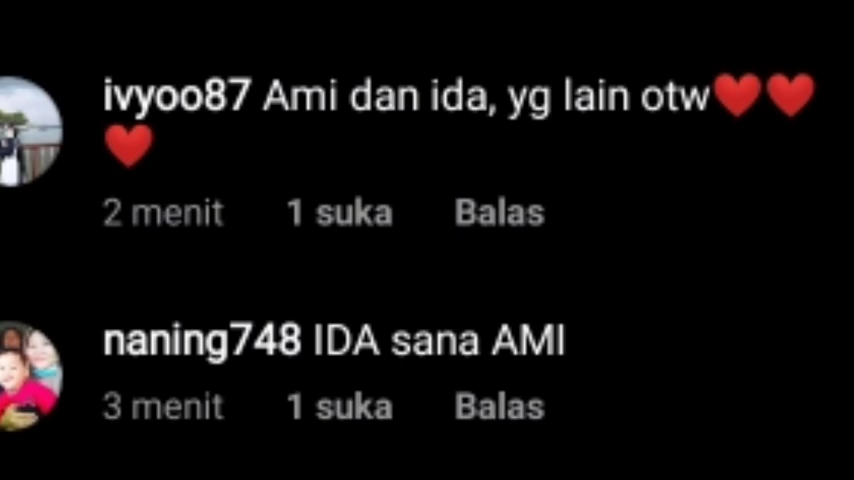 ivyoo87 Ami dan ida, yg lain otw❤️❤️
❤️
2 menit 1 suka Balas
naning748 IDA sana AMI
3 menit 1 suka Balas